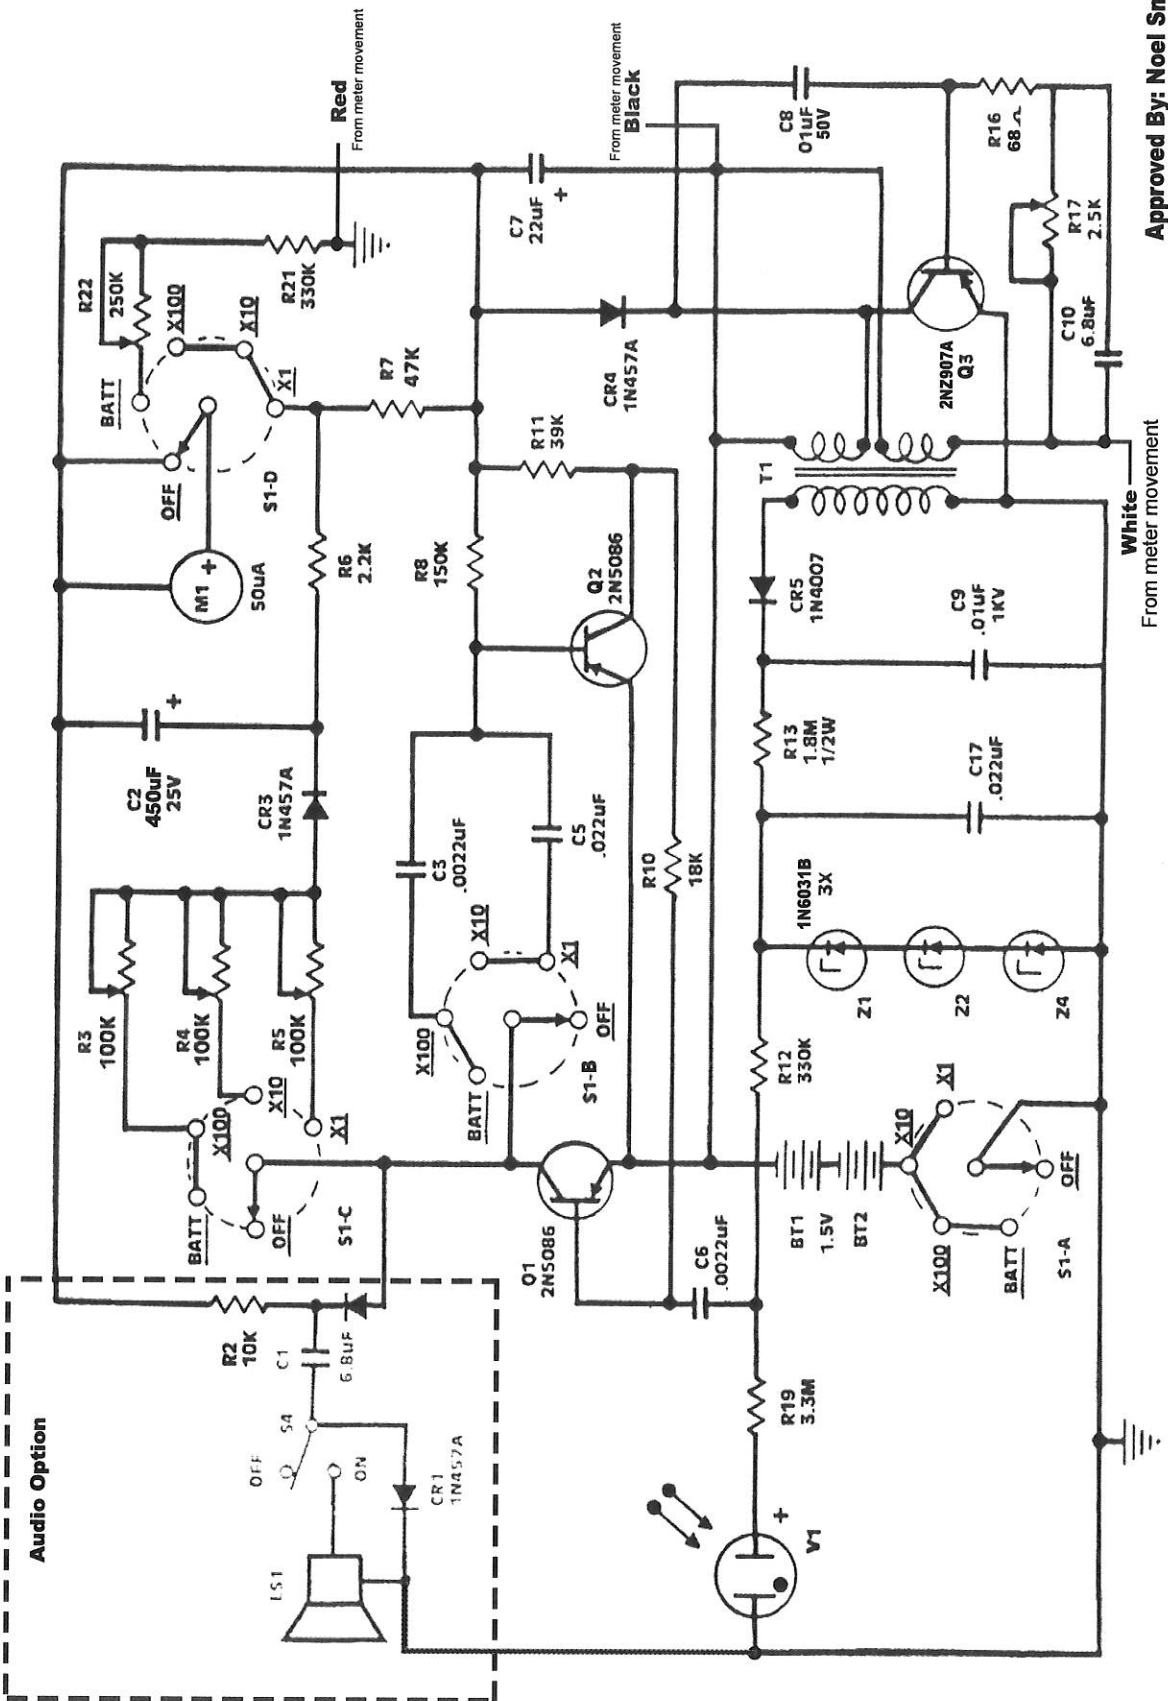 Audio Option
LS1
OFF
S4
ON
CR1
1N457A
C1
6.8uF
R2
10K
BATT
X100
X10
X1
OFF
S1-C
R3
100K
R4
100K
R5
100K
CR3
1N457A
C2
450uF
25V
M1 +
50uA
+
OFF
BATT
X100
X10
X1
S1-D
R22
250K
R21
330K
Red
From meter movement
R6
2.2K
R7
47K
Q1
2N5086
BATT
X100
X10
X1
OFF
S1-B
C3
.0022uF
C5
.022uF
R8
150K
R11
39K
Q2
2N5086
R10
18K
C7
22uF
+
From meter movement
Black
CR4
1N457A
C8
01uF
50V
V1
+
R19
3.3M
C6
.0022uF
R12
330K
BT1
1.5V
BT2
X10
X1
X100
BATT
OFF
S1-A
1N6031B
3X
Z1
Z2
Z4
R13
1.8M
1/2W
C17
.022uF
CR5
1N4007
C9
.01uF
1KV
T1
2NZ907A
Q3
R16
68Ω
R17
2.5K
C10
6.8uF
White
From meter movement
Approved By: Noel